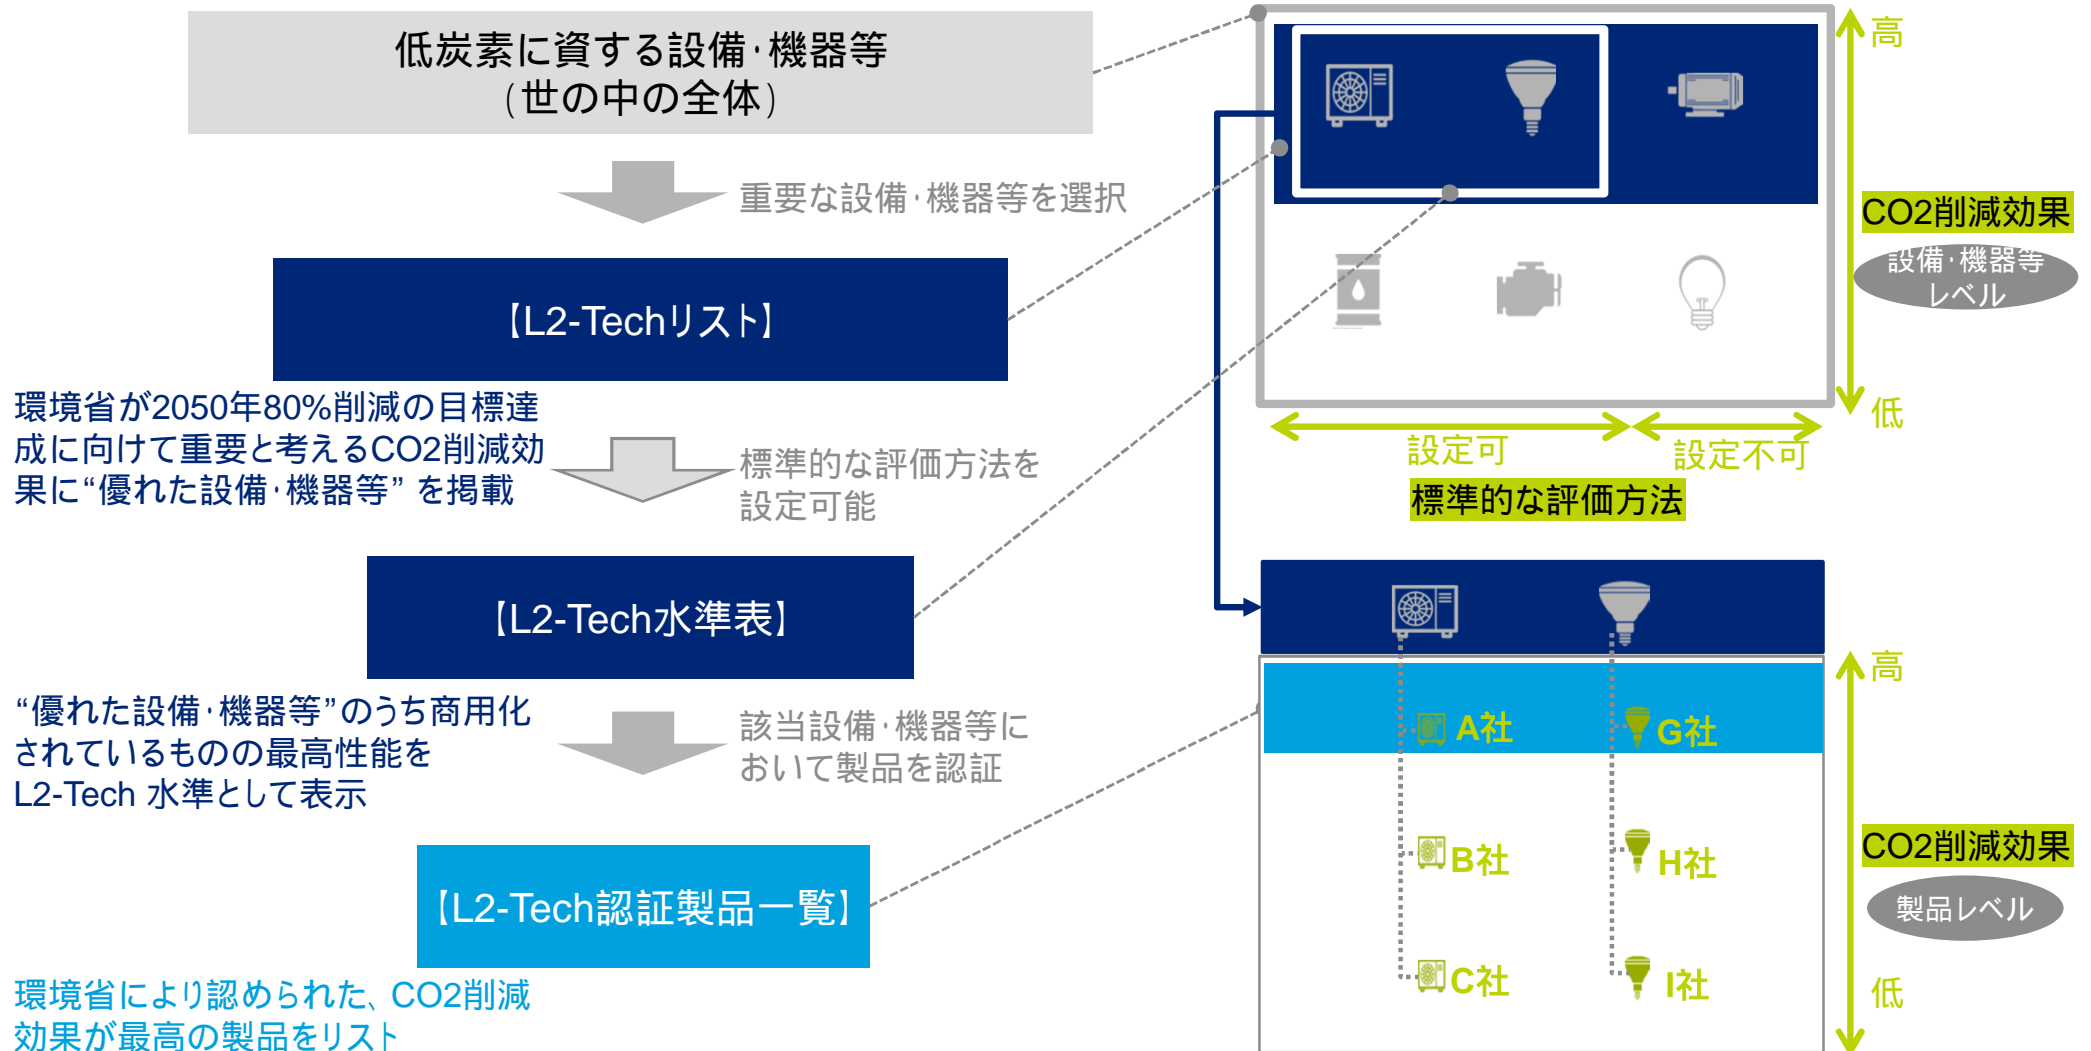 低炭素に資する設備・機器等
（世の中の全体）
重要な設備・機器等を選択
【L2-Techリスト】
環境省が2050年80%削減の目標達
成に向けて重要と考えるCO2削減効
果に“優れた設備・機器等” を掲載
標準的な評価方法を
設定可能
【L2-Tech水準表】
“優れた設備・機器等”のうち商用化
されているものの最高性能を
L2-Tech 水準として表示
該当設備・機器等に
おいて製品を認証
【L2-Tech認証製品一覧】
環境省により認められた、CO2削減
効果が最高の製品をリスト
高
CO2削減効果
設備・機器等
レベル
低
設定可
設定不可
標準的な評価方法
高
A社
G社
B社
H社
CO2削減効果
製品レベル
C社
I社
低